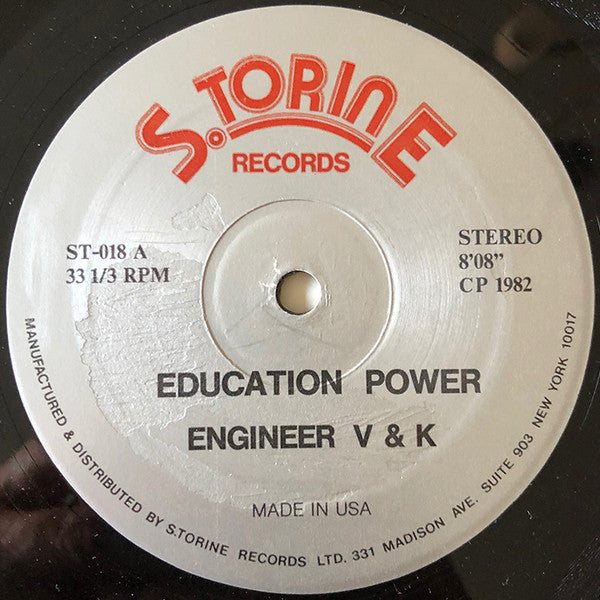 S.TORINE
RECORDS
ST-018 A
33 1/3 RPM
STEREO
8'08"
CP 1982
EDUCATION POWER
ENGINEER V & K
MADE IN USA
MANUFACTURED & DISTRIBUTED BY S.TORINE RECORDS LTD. 331 MADISON AVE. SUITE 903 NEW YORK 10017